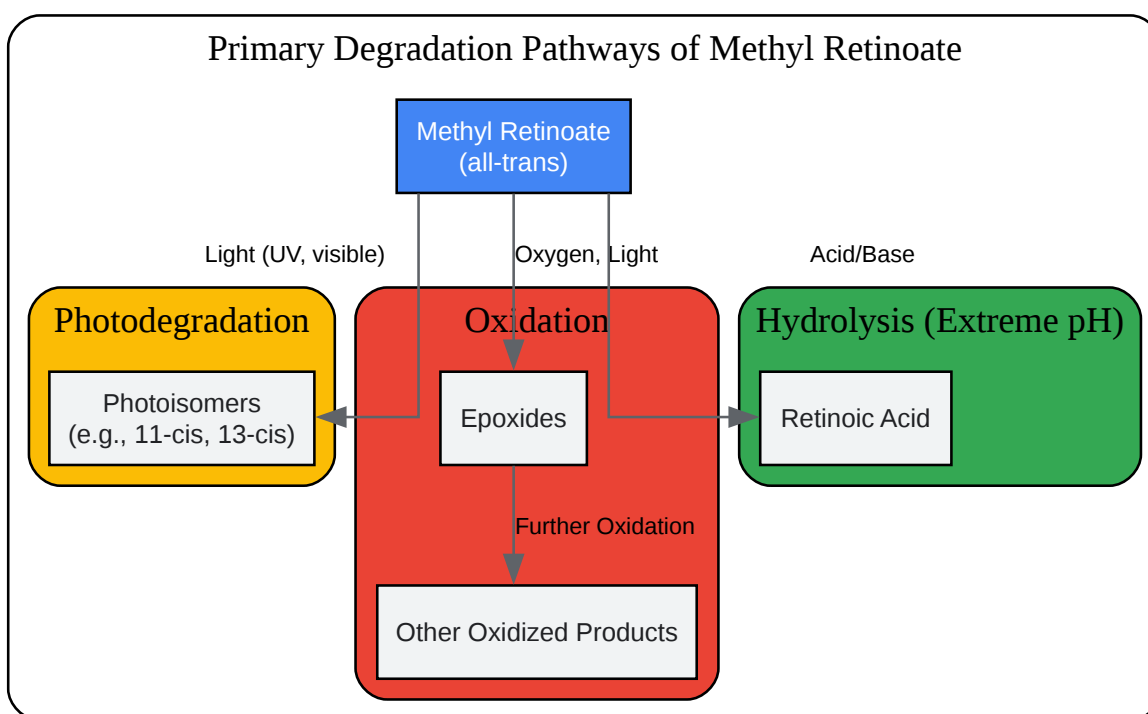 Primary Degradation Pathways of Methyl Retinoate
Methyl Retinoate
(all-trans)
Light (UV, visible)
Oxygen, Light
Acid/Base
Photodegradation
Oxidation
Hydrolysis (Extreme pH)
Photoisomers
(e.g., 11-cis, 13-cis)
Epoxides
Retinoic Acid
Further Oxidation
Other Oxidized Products